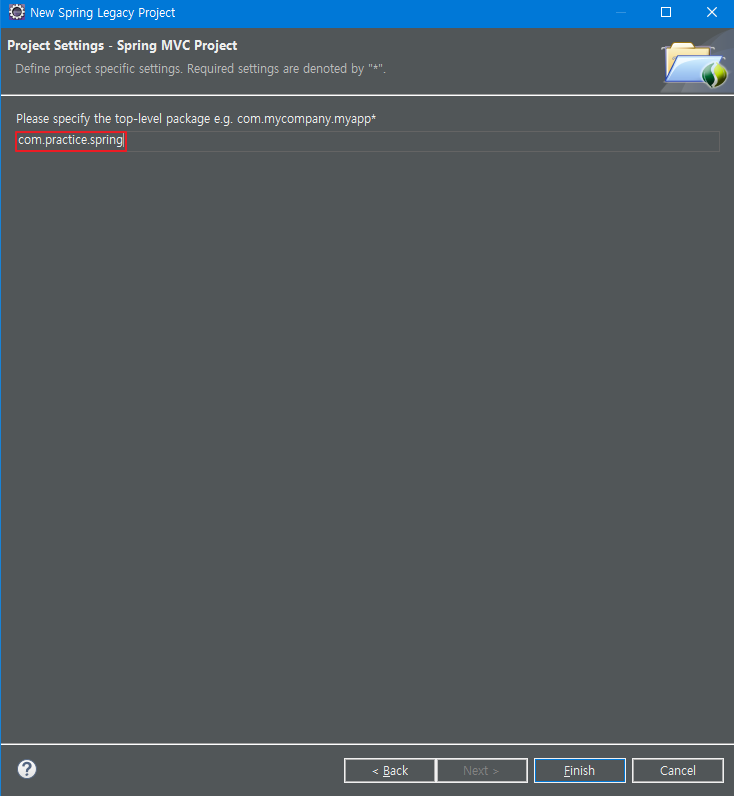 New Spring Legacy Project
Project Settings - Spring MVC Project
Define project specific settings. Required settings are denoted by "*".
Please specify the top-level package e.g. com.mycompany.myapp*
com.practice.spring
?
< Back
Next >
Finish
Cancel